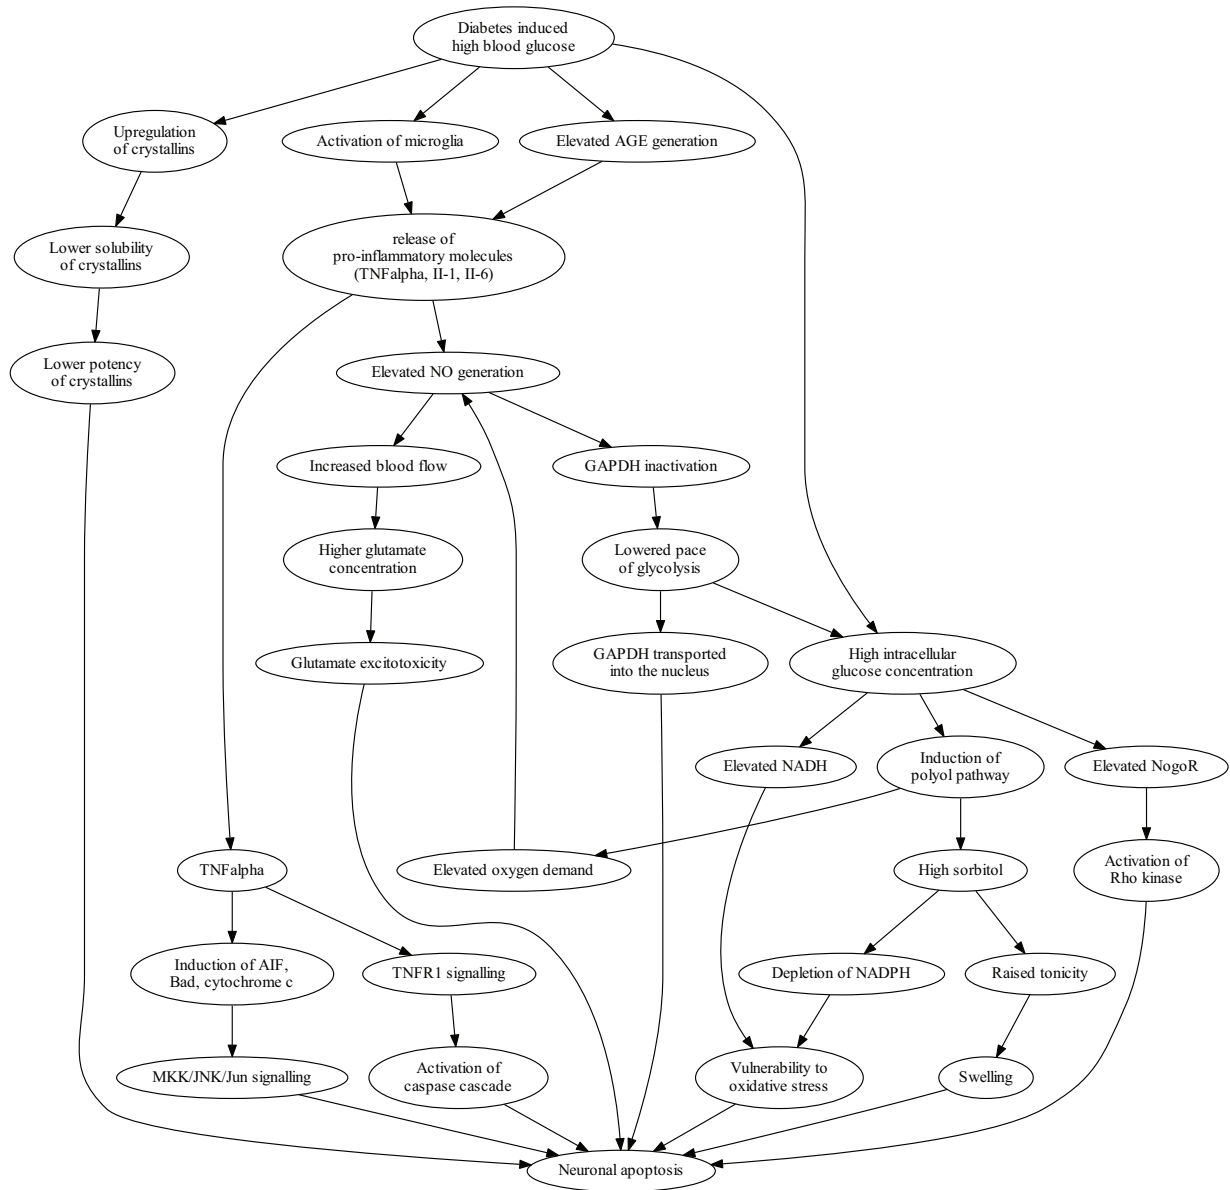 Diabetes induced
high blood glucose
Upregulation
of crystallins
Activation of microglia
Elevated AGE generation
Lower solubility
of crystallins
release of
pro-inflammatory molecules
(TNFalpha, II-1, II-6)
Lower potency
of crystallins
Elevated NO generation
Increased blood flow
GAPDH inactivation
Higher glutamate
concentration
Lowered pace
of glycolysis
Glutamate excitotoxicity
GAPDH transported
into the nucleus
High intracellular
glucose concentration
Elevated NADH
Induction of
polyol pathway
Elevated NogoR
TNFalpha
Elevated oxygen demand
High sorbitol
Activation of
Rho kinase
Induction of AIF,
Bad, cytochrome c
TNFR1 signalling
Depletion of NADPH
Raised tonicity
MKK/JNK/Jun signalling
Activation of
caspase cascade
Vulnerability to
oxidative stress
Swelling
Neuronal apoptosis